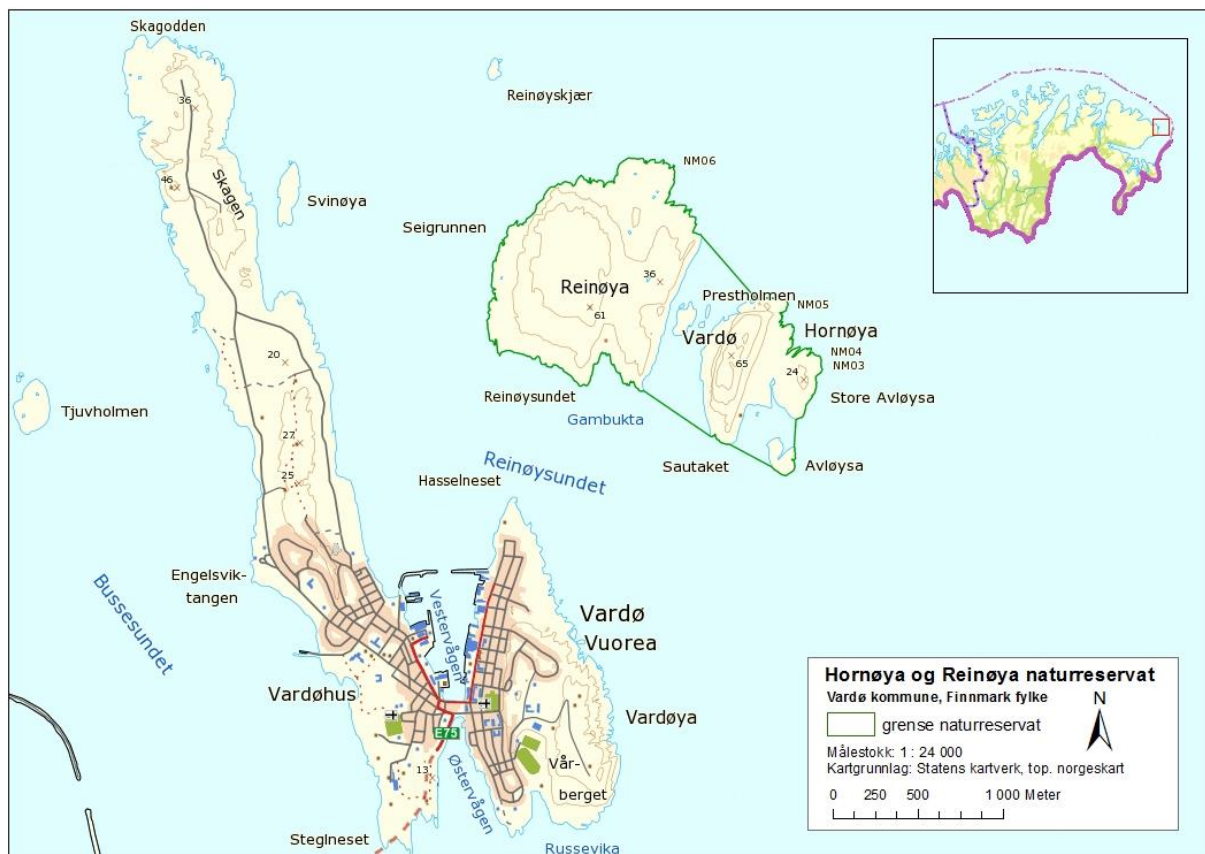 Skagodden
36
Reinøyskjær
NM06
46
Skagen
Svinøya
Seigrunnen
36
Reinøya
Prestholmen
NM05
61
Vardø
Hornøya
NM04
65
NM03
20
24
Reinøysundet
Store Avløysa
Tjuvholmen
Gambukta
27
Sautaket
Avløysa
Reinøysundet
25
Hasselneset
Engelsvik-
tangen
Bussesundet
Vestervågen
Vardø
Vuorea
Vardøhus
Vardøya
E75
Østervågen
Vår-
berget
13
Steglneset
Russevika
Hornøya og Reinøya naturreservat
Vardø kommune, Finnmark fylke
N
grense naturreservat
Målestokk: 1 : 24 000
Kartgrunnlag: Statens kartverk, top. norgeskart
0 250 500 1 000 Meter